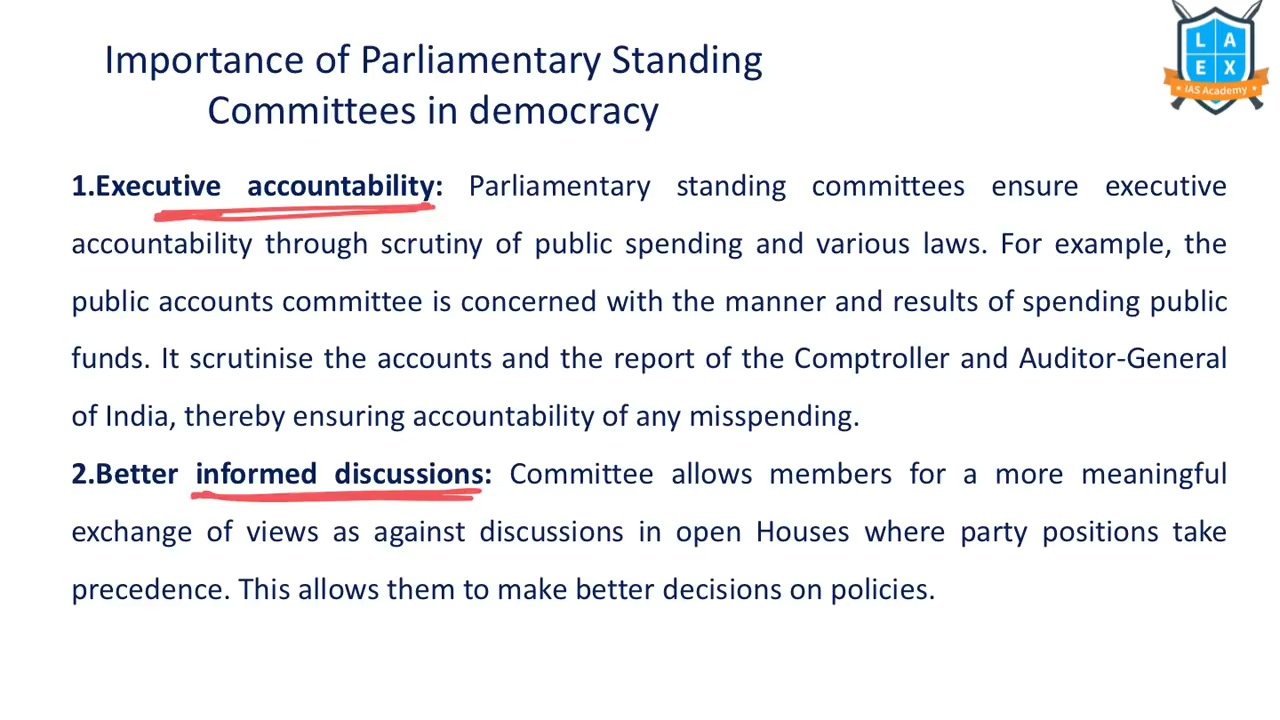 Importance of Parliamentary Standing
Committees in democracy
L A
E X
IAS Academy
1.Executive accountability: Parliamentary standing committees ensure executive
accountability through scrutiny of public spending and various laws. For example, the
public accounts committee is concerned with the manner and results of spending public
funds. It scrutinise the accounts and the report of the Comptroller and Auditor-General
of India, thereby ensuring accountability of any misspending.
2.Better informed discussions: Committee allows members for a more meaningful
exchange of views as against discussions in open Houses where party positions take
precedence. This allows them to make better decisions on policies.